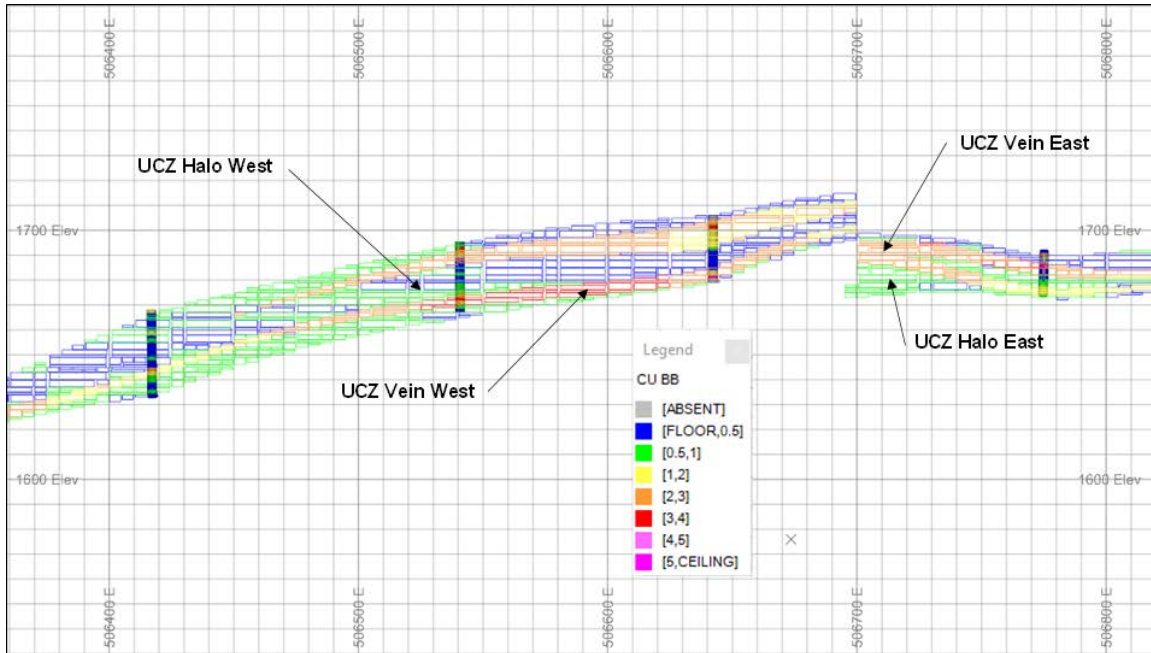 506400 E
506500 E
506600 E
506700 E
506800 E
UCZ Vein East
UCZ Halo West
1700 Elev
1700 Elev
UCZ Halo East
Legend
UCZ Vein West
CU BB
[ABSENT]
[FLOOR,0.5]
[0.5,1]
[1,2]
[2,3]
[3,4]
[4,5]
[5,CEILING]
1600 Elev
1600 Elev
506400 E
506500 E
506600 E
506700 E
506800 E